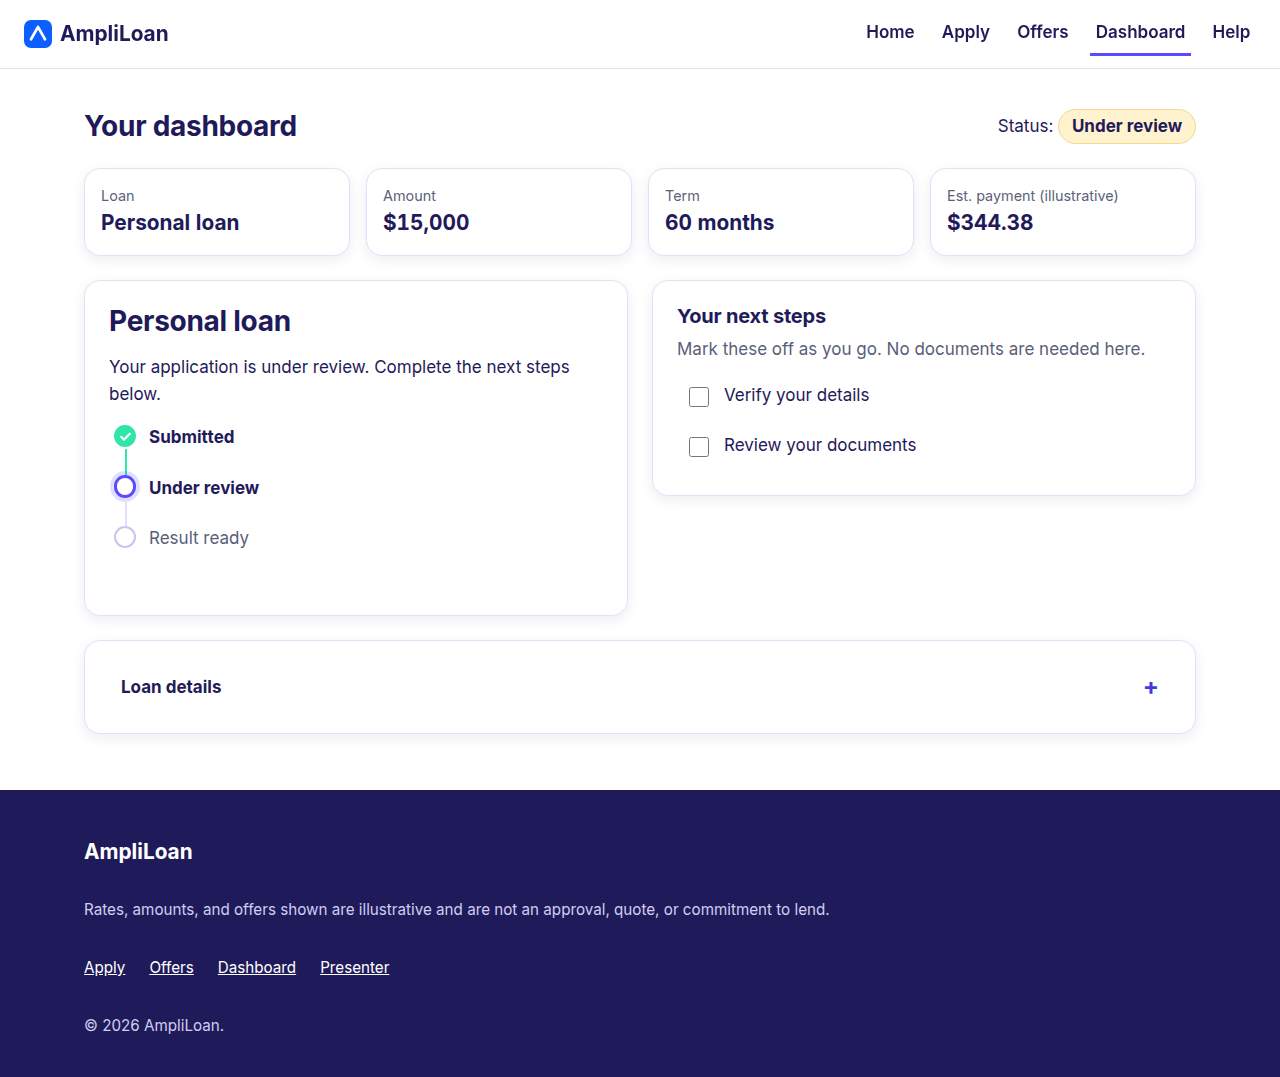 AmpliLoan
Home Apply Offers Dashboard Help
Your dashboard
Status: Under review
Loan
Personal loan
Amount
$15,000
Term
60 months
Est. payment (illustrative)
$344.38
Personal loan
Your application is under review. Complete the next steps
below.
Submitted
Under review
Result ready
Your next steps
Mark these off as you go. No documents are needed here.
Verify your details
Review your documents
Loan details +
AmpliLoan
Rates, amounts, and offers shown are illustrative and are not an approval, quote, or commitment to lend.
Apply Offers Dashboard Presenter
© 2026 AmpliLoan.